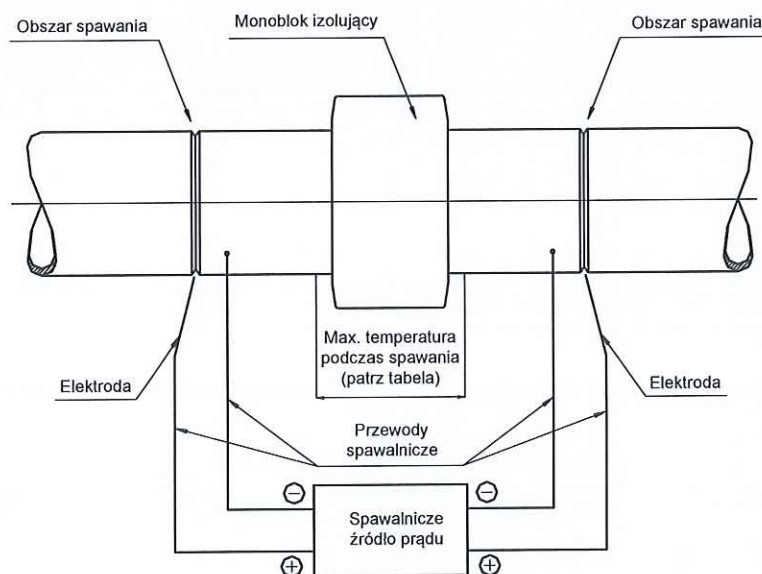 Obszar spawania
Monoblok izolujący
Obszar spawania
Max. temperatura
podczas spawania
(patrz tabela)
Elektroda
Elektroda
Przewody
spawalnicze
- -
Spawalnicze
źródło prądu
+ +